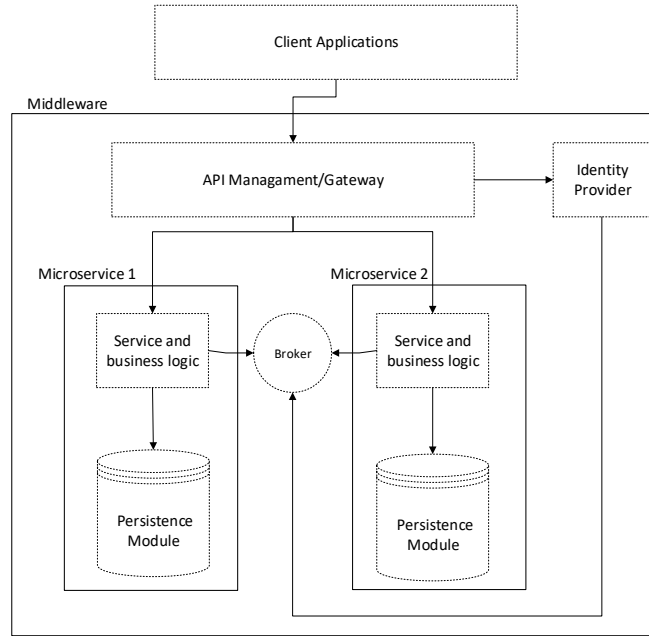 Client Applications
Middleware
API Managament/Gateway
Identity
Provider
Microservice 1
Microservice 2
Service and
business logic
Broker
Service and
business logic
Persistence
Module
Persistence
Module